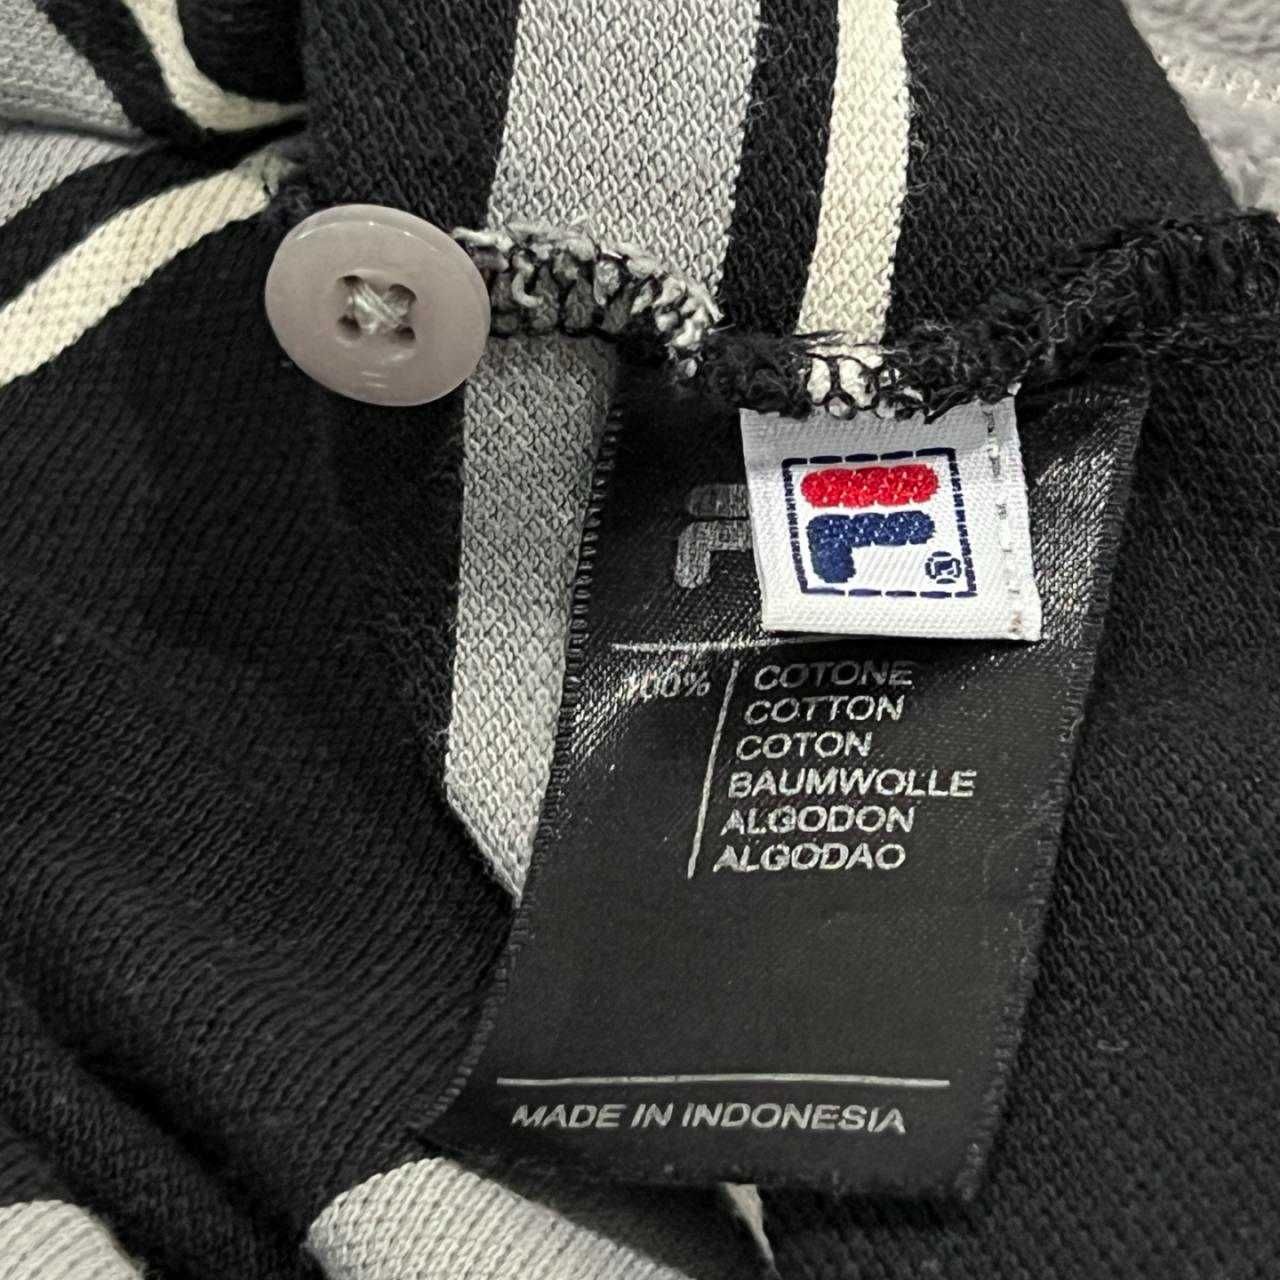 F
®
100%
COTONE
COTTON
COTON
BAUMWOLLE
ALGODON
ALGODAO
MADE IN INDONESIA